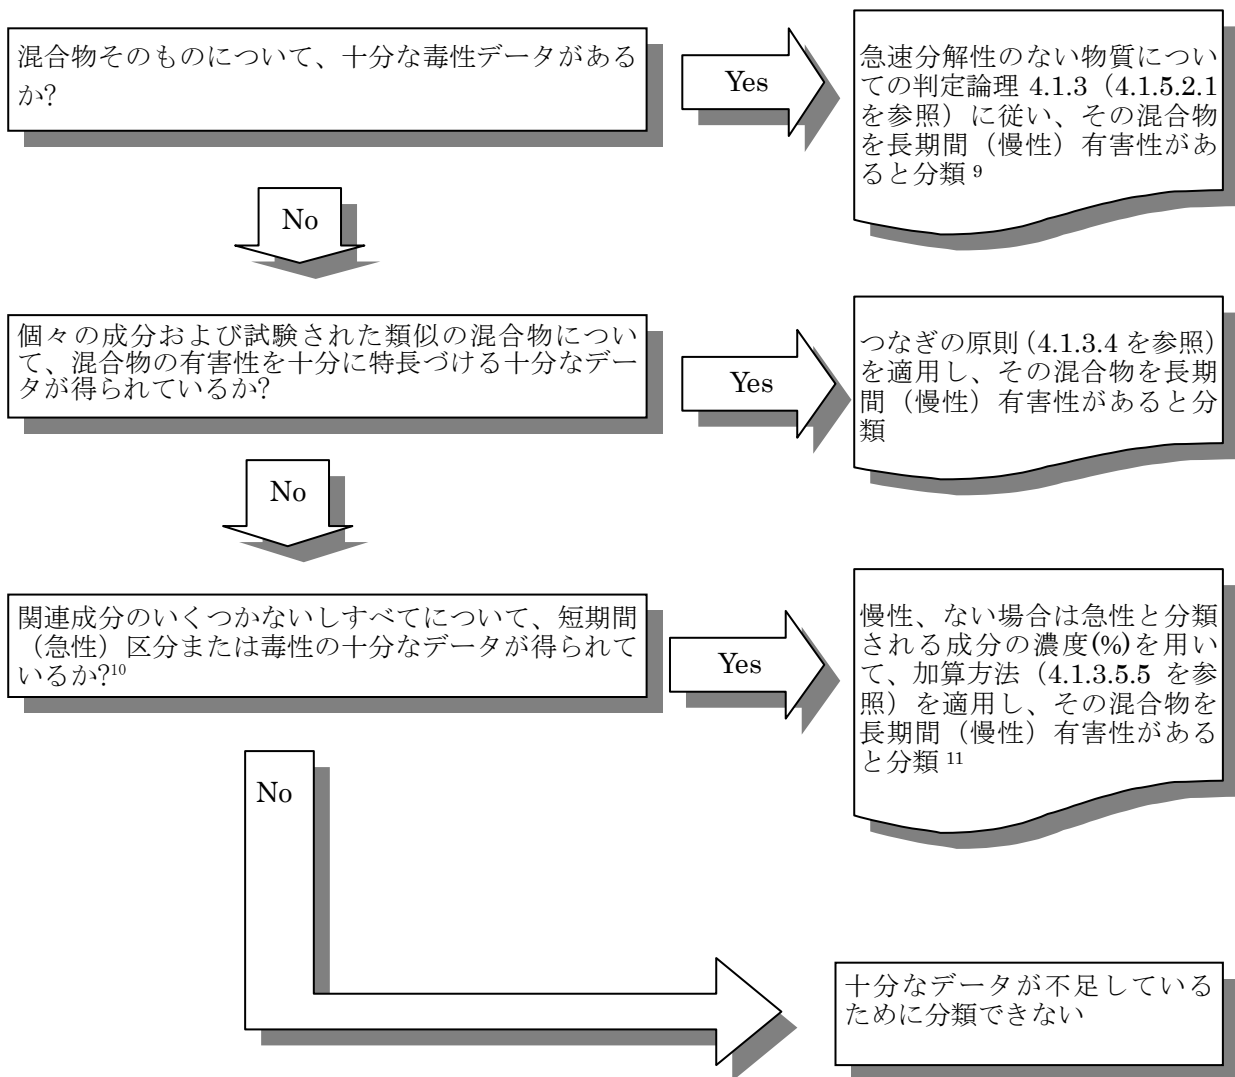 混合物そのものについて、十分な毒性データがある
か?
Yes
急速分解性のない物質につい
ての判定論理 4.1.3（4.1.5.2.1
を参照）に従い、その混合物
を長期間（慢性）有害性があ
ると分類 9
No
個々の成分および試験された類似の混合物につい
て、混合物の有害性を十分に特長づける十分なデー
タが得られているか?
Yes
つなぎの原則 (4.1.3.4 を参照)
を適用し、その混合物を長期
間（慢性）有害性があると分
類
No
関連成分のいくつかないしすべてについて、短期間
（急性）区分または毒性の十分なデータが得られて
いるか?10
Yes
慢性、ない場合は急性と分類
される成分の濃度(%)を用い
て、加算方法（4.1.3.5.5 を参
照）を適用し、その混合物を
長期間（慢性）有害性がある
と分類 11
No
十分なデータが不足している
ために分類できない